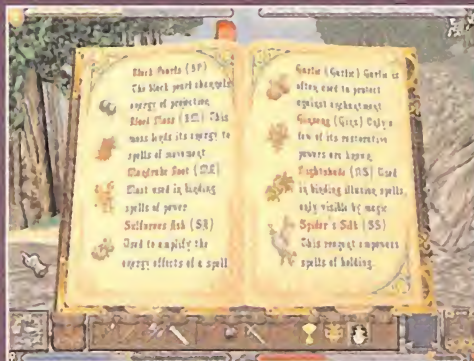 Black Pearls (BP)
The black pearl channels
energy of projection
Blood Moss (BM) This
moss lends its energy to
spells of movement
Mandrake Root (MR)
Most used in binding
spells of power
Sulfurous Ash (SA)
Used to amplify the
energy effects of a spell
Garlic (Garlic) Garlic is
often used to protect
against enchantment
Ginseng (Gins) Only a
few of its restorative
powers are known
Nightshade (NS) Used
in binding illusion spells,
only visible by magic
Spider's Silk (SS)
This reagent empowers
spells of holding.